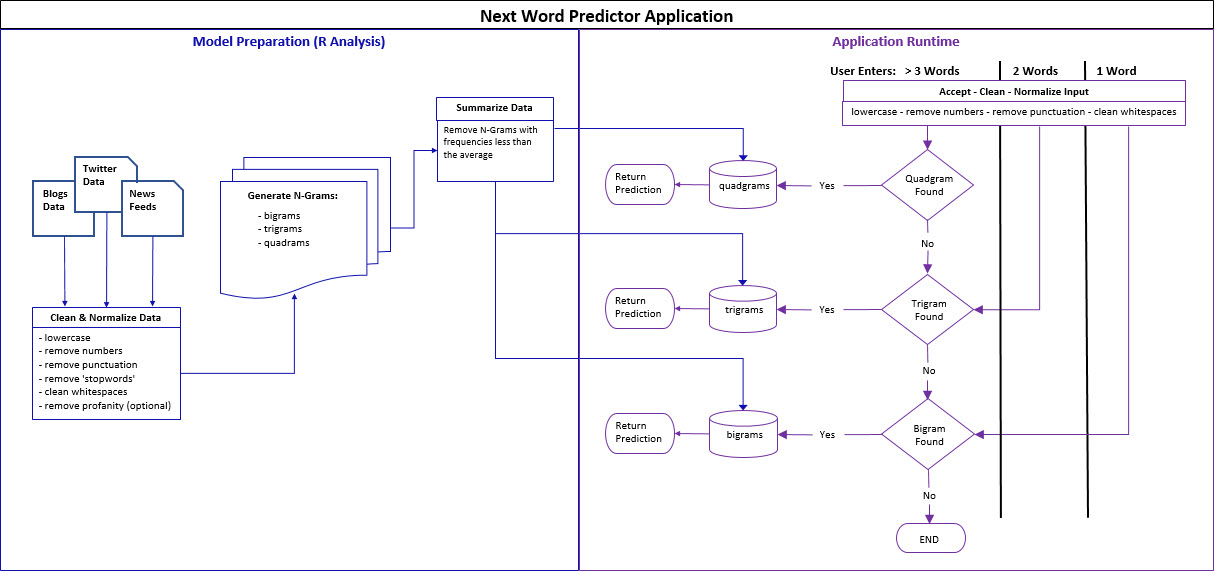 Next Word Predictor Application
Model Preparation (R Analysis)
Blogs
Data
Twitter
Data
News
Feeds
Clean & Normalize Data
- lowercase
- remove numbers
- remove punctuation
- remove 'stopwords'
- clean whitespaces
- remove profanity (optional)
Generate N-Grams:
- bigrams
- trigrams
- quadrams
Summarize Data
Remove N-Grams with
frequencies less than
the average
Application Runtime
User Enters: > 3 Words
2 Words
1 Word
Accept - Clean - Normalize Input
lowercase - remove numbers - remove punctuation - clean whitespaces
Quadgram
Found
Yes
quadgrams
Return
Prediction
No
Trigram
Found
Yes
trigrams
Return
Prediction
No
Bigram
Found
Yes
bigrams
Return
Prediction
No
END